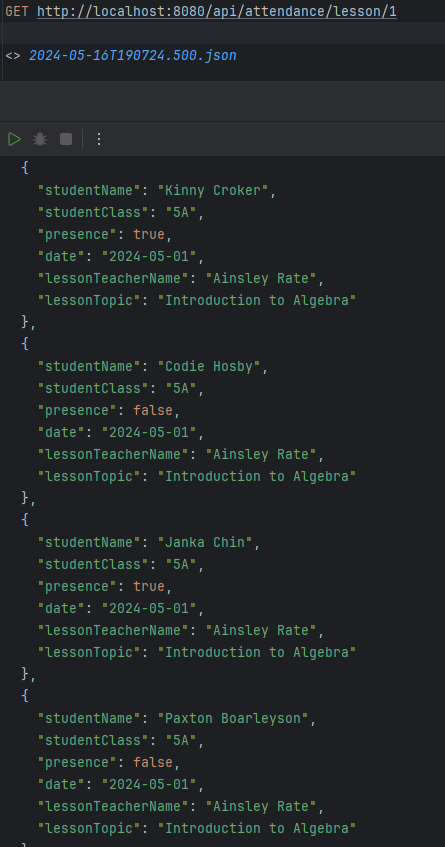 GET http://localhost:8080/api/attendance/lesson/1
<> 2024-05-16T190724.500.json
{
"studentName": "Kinny Croker",
"studentClass": "5A",
"presence": true,
"date": "2024-05-01",
"lessonTeacherName": "Ainsley Rate",
"lessonTopic": "Introduction to Algebra"
},
{
"studentName": "Codie Hosby",
"studentClass": "5A",
"presence": false,
"date": "2024-05-01",
"lessonTeacherName": "Ainsley Rate",
"lessonTopic": "Introduction to Algebra"
},
{
"studentName": "Janka Chin",
"studentClass": "5A",
"presence": true,
"date": "2024-05-01",
"lessonTeacherName": "Ainsley Rate",
"lessonTopic": "Introduction to Algebra"
},
{
"studentName": "Paxton Boarleyson",
"studentClass": "5A",
"presence": false,
"date": "2024-05-01",
"lessonTeacherName": "Ainsley Rate",
"lessonTopic": "Introduction to Algebra"